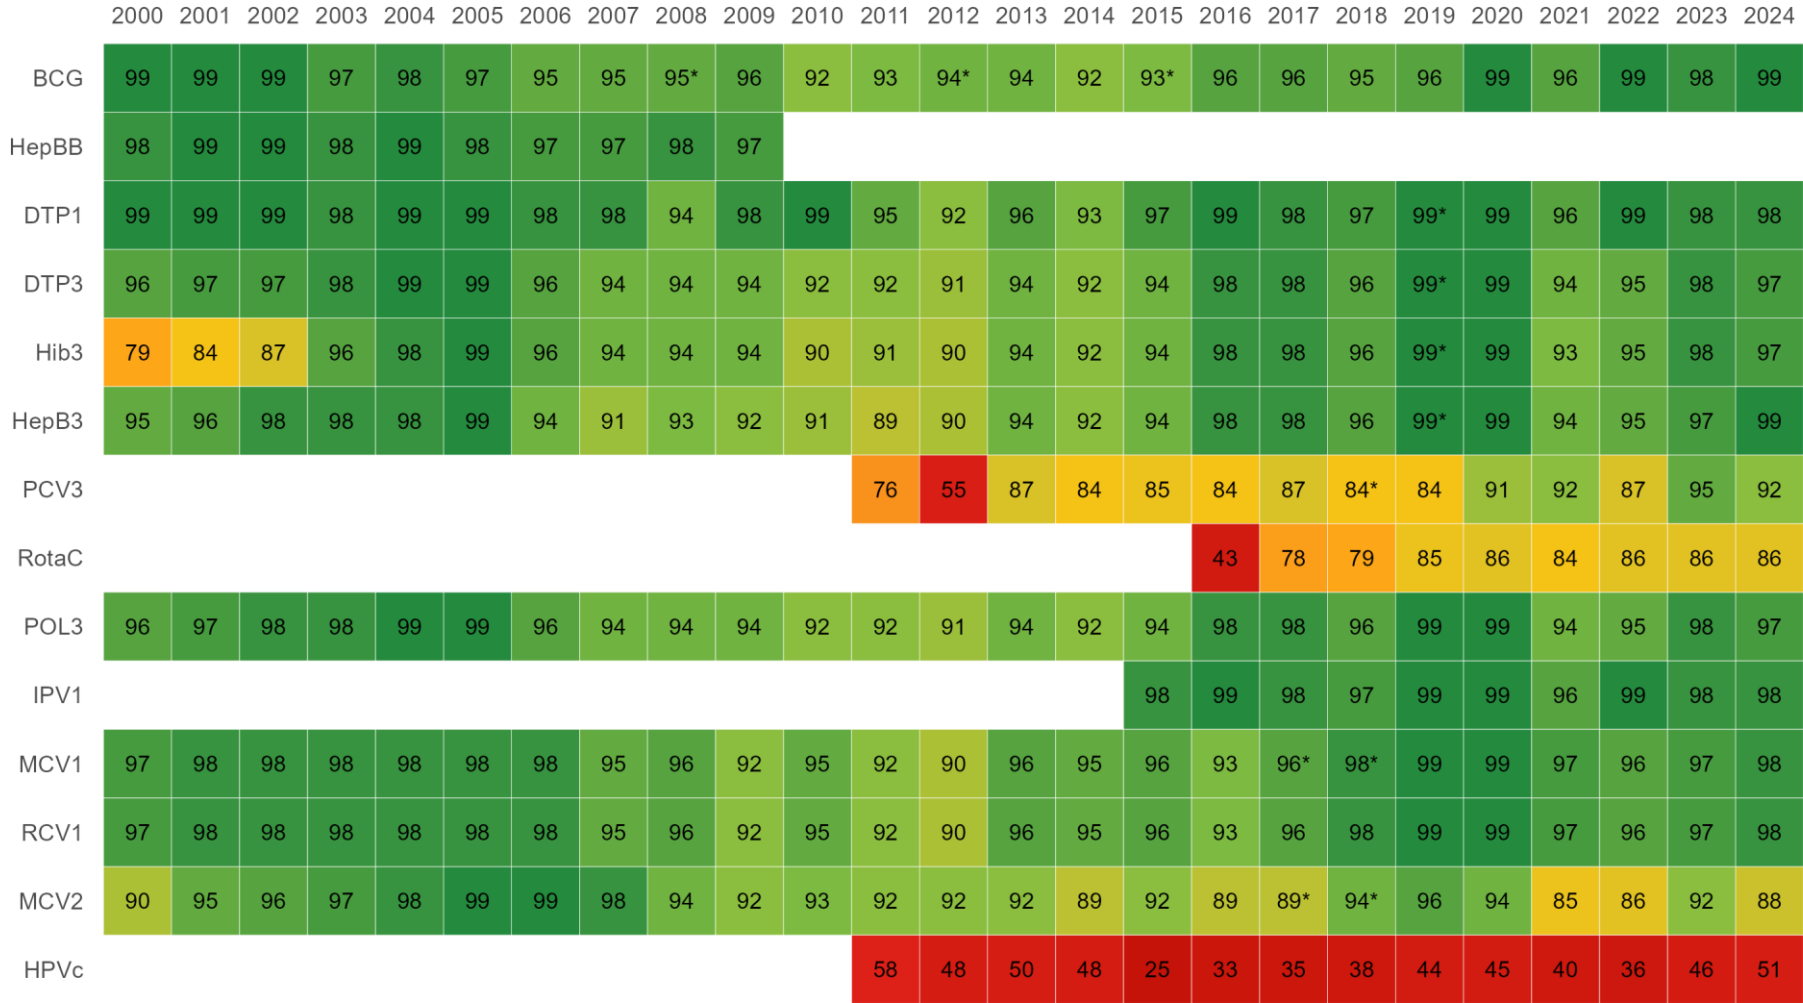 2000 2001 2002 2003 2004 2005 2006 2007 2008 2009 2010 2011 2012 2013 2014 2015 2016 2017 2018 2019 2020 2021 2022 2023 2024
BCG 99 99 99 97 98 97 95 95 95* 96 92 93 94* 94 92 93* 96 96 95 96 99 96 99 98 99
HepBB 98 99 99 98 99 98 97 97 98 97
DTP1 99 99 99 98 99 99 98 98 94 98 99 95 92 96 93 97 99 98 97 99* 99 96 99 98 98
DTP3 96 97 97 98 99 99 96 94 94 94 92 92 91 94 92 94 98 98 96 99* 99 94 95 98 97
Hib3 79 84 87 96 98 99 96 94 94 94 90 91 90 94 92 94 98 98 96 99* 99 93 95 98 97
HepB3 95 96 98 98 98 99 94 91 93 92 91 89 90 94 92 94 98 98 96 99* 99 94 95 97 99
PCV3 76 55 87 84 85 84 87 84* 84 91 92 87 95 92
RotaC 43 78 79 85 86 84 86 86 86
POL3 96 97 98 98 99 99 96 94 94 94 92 92 91 94 92 94 98 98 96 99 99 94 95 98 97
IPV1 98 99 98 97 99 99 96 99 98 98
MCV1 97 98 98 98 98 98 98 95 96 92 95 92 90 96 95 96 93 96* 98* 99 99 97 96 97 98
RCV1 97 98 98 98 98 98 98 95 96 92 95 92 90 96 95 96 93 96 98 99 99 97 96 97 98
MCV2 90 95 96 97 98 99 99 98 94 92 93 92 92 92 89 92 89 89* 94* 96 94 85 86 92 88
HPVc 58 48 50 48 25 33 35 38 44 45 40 36 46 51